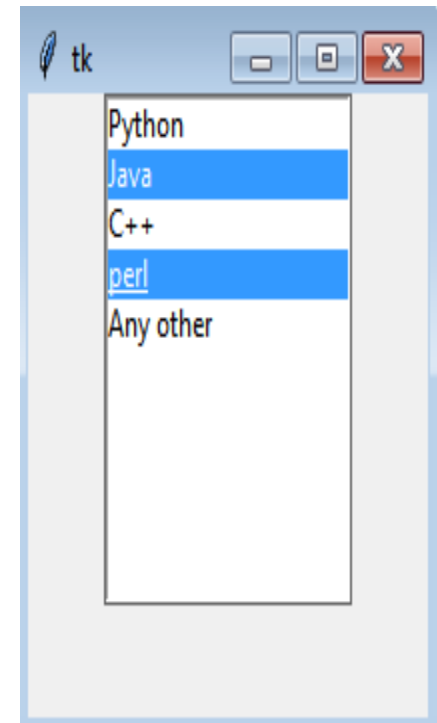 tk
Python
Java
C++
perl
Any other